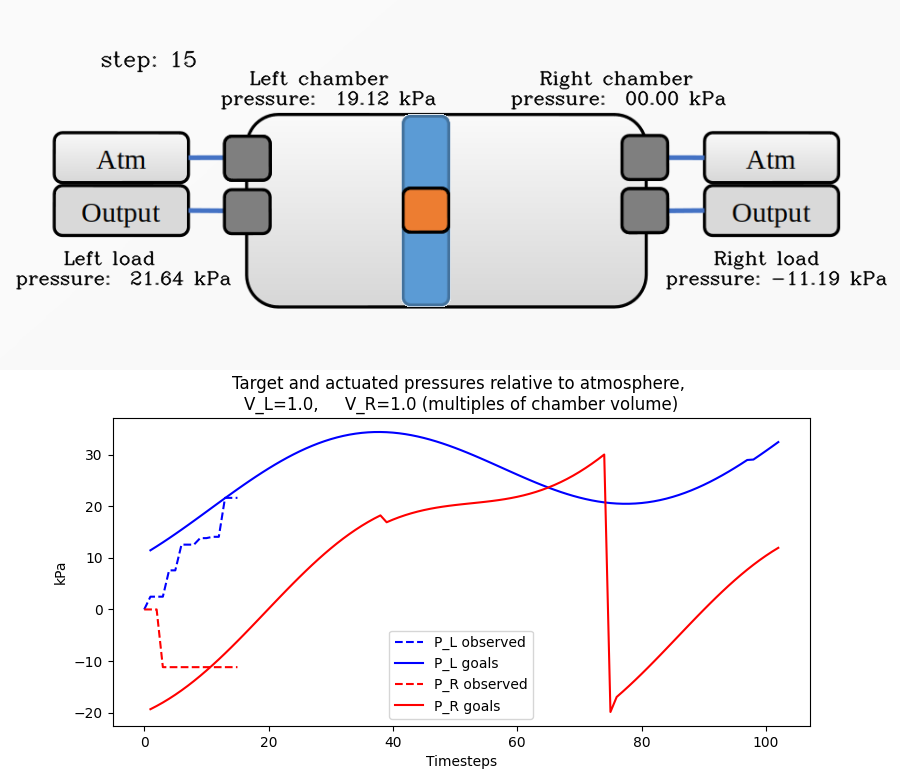 step: 15
Left chamber
pressure: 19.12 kPa
Right chamber
pressure: 00.00 kPa
Atm
Output
Left load
pressure: 21.64 kPa
Atm
Output
Right load
pressure: −11.19 kPa
Target and actuated pressures relative to atmosphere,
V_L=1.0, V_R=1.0 (multiples of chamber volume)
kPa
30
20
10
0
−10
−20
P_L observed
P_L goals
P_R observed
P_R goals
0 20 40 60 80 100
Timesteps